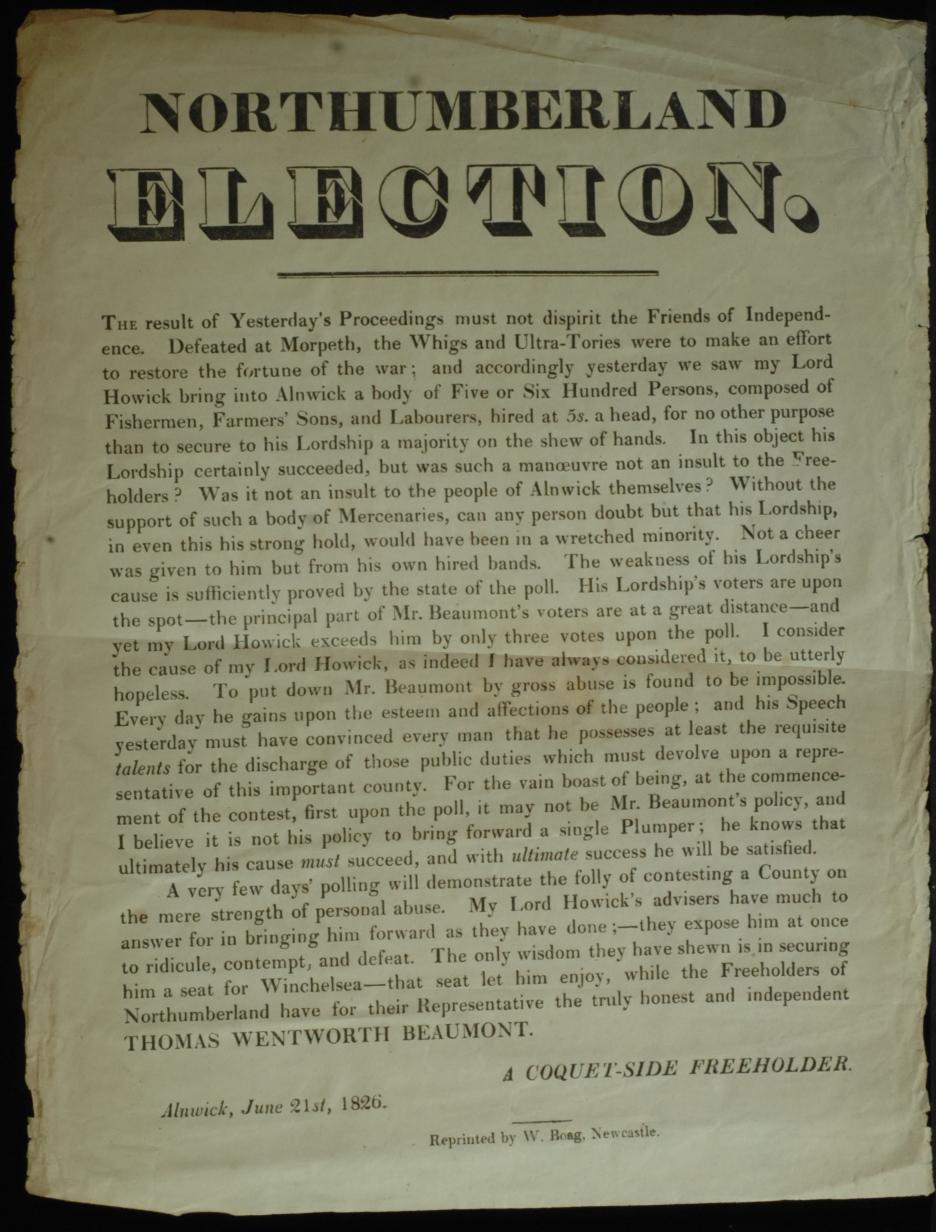 NORTHUMBERLAND
ELECTION.
THE result of Yesterday's Proceedings must not dispirit the Friends of Independ-
ence. Defeated at Morpeth, the Whigs and Ultra-Tories were to make an effort
to restore the fortune of the war; and accordingly yesterday we saw my Lord
Howick bring into Alnwick a body of Five or Six Hundred Persons, composed of
Fishermen, Farmers' Sons, and Labourers, hired at 5s. a head, for no other purpose
than to secure to his Lordship a majority on the shew of hands. In this object his
Lordship certainly succeeded, but was such a manœuvre not an insult to the Free-
holders? Was it not an insult to the people of Alnwick themselves? Without the
support of such a body of Mercenaries, can any person doubt but that his Lordship,
in even this his strong hold, would have been in a wretched minority. Not a cheer
was given to him but from his own hired bands. The weakness of his Lordship's
cause is sufficiently proved by the state of the poll. His Lordship's voters are upon
the spot—the principal part of Mr. Beaumont's voters are at a great distance—and
yet my Lord Howick exceeds him by only three votes upon the poll. I consider
the cause of my Lord Howick, as indeed I have always considered it, to be utterly
hopeless. To put down Mr. Beaumont by gross abuse is found to be impossible.
Every day he gains upon the esteem and affections of the people; and his Speech
yesterday must have convinced every man that he possesses at least the requisite
talents for the discharge of those public duties which must devolve upon a repre-
sentative of this important county. For the vain boast of being, at the commence-
ment of the contest, first upon the poll, it may not be Mr. Beaumont's policy, and
I believe it is not his policy to bring forward a single Plumper; he knows that
ultimately his cause must succeed, and with ultimate success he will be satisfied.
A very few days' polling will demonstrate the folly of contesting a County on
the mere strength of personal abuse. My Lord Howick's advisers have much to
answer for in bringing him forward as they have done;—they expose him at once
to ridicule, contempt, and defeat. The only wisdom they have shewn is in securing
him a seat for Winchelsea—that seat let him enjoy, while the Freeholders of
Northumberland have for their Representative the truly honest and independent
THOMAS WENTWORTH BEAUMONT.
A COQUET-SIDE FREEHOLDER.
Alnwick, June 21st, 1826.
Reprinted by W. Boag, Newcastle.